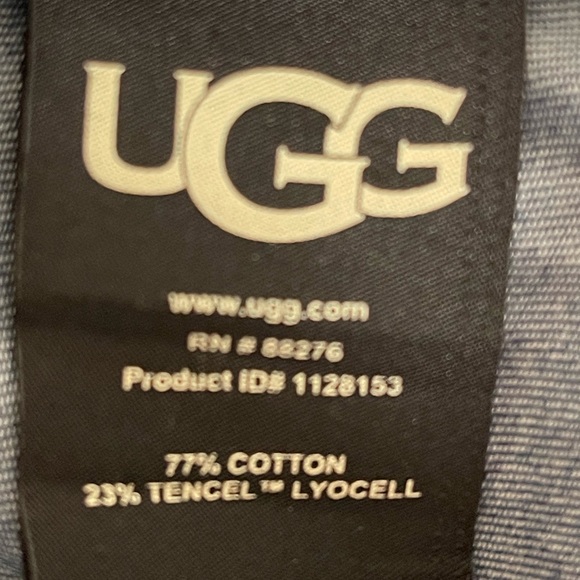 UGG
www.ugg.com
RN # 88276
Product ID# 1128153
77% COTTON
23% TENCEL™ LYOCELL